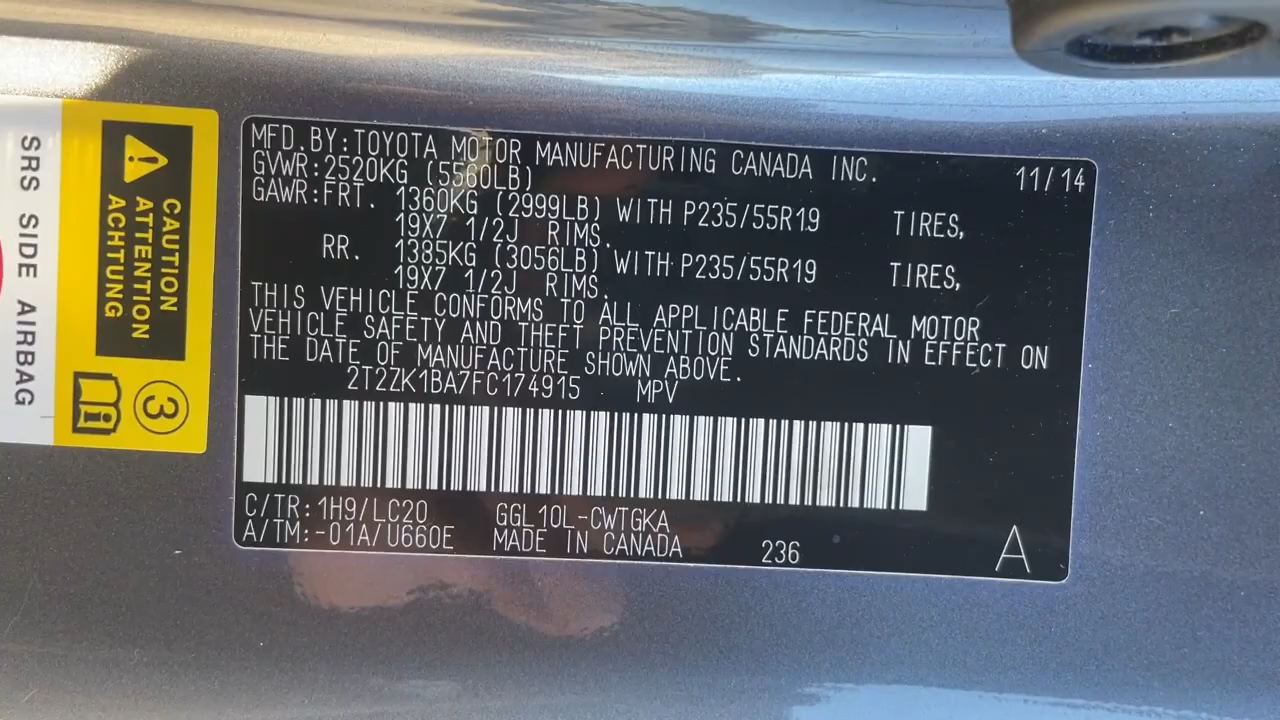 SRS SIDE AIRBAG
CAUTION
ATTENTION
ACHTUNG
3
MFD.BY:TOYOTA MOTOR MANUFACTURING CANADA INC. 11/14
GVWR:2520KG (5560LB)
GAWR:FRT. 1360KG (2999LB) WITH P235/55R19 TIRES,
19X7 1/2J RIMS.
RR. 1385KG (3056LB) WITH P235/55R19 TIRES,
19X7 1/2J RIMS.
THIS VEHICLE CONFORMS TO ALL APPLICABLE FEDERAL MOTOR
VEHICLE SAFETY AND THEFT PREVENTION STANDARDS IN EFFECT ON
THE DATE OF MANUFACTURE SHOWN ABOVE.
2T2ZK1BA7FC174915 MPV
C/TR:1H9/LC20 GGL10L-CWTGKA
A/TM:-01A/U660E MADE IN CANADA 236 A